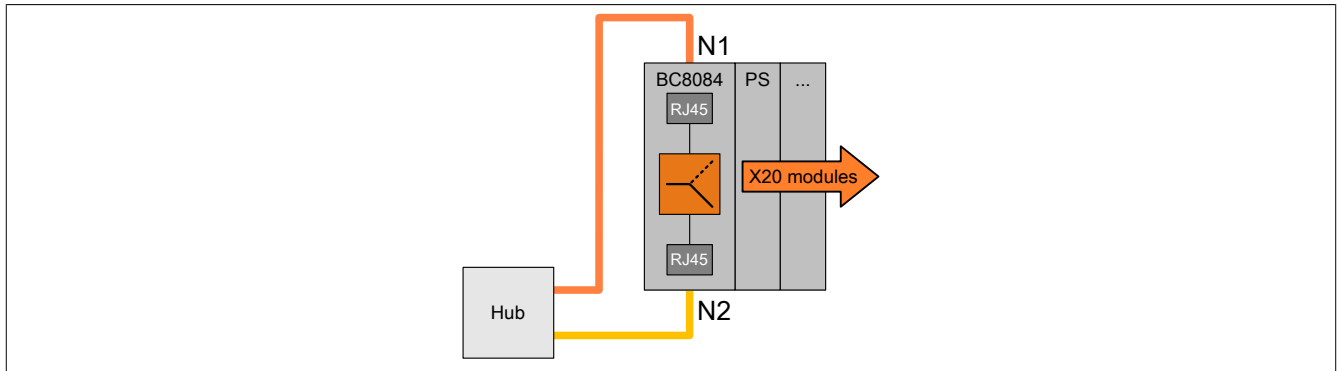 N1
BC8084 PS ...
RJ45
X20 modules
RJ45
Hub
N2